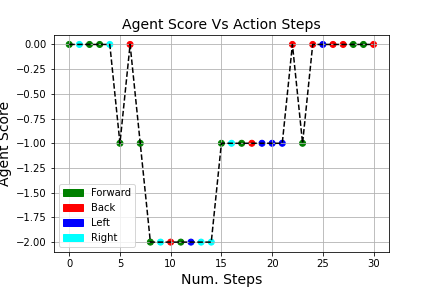 Agent Score Vs Action Steps
Agent Score
0.00
−0.25
−0.50
−0.75
−1.00
−1.25
−1.50
−1.75
−2.00
Forward
Back
Left
Right
0 5 10 15 20 25 30
Num. Steps